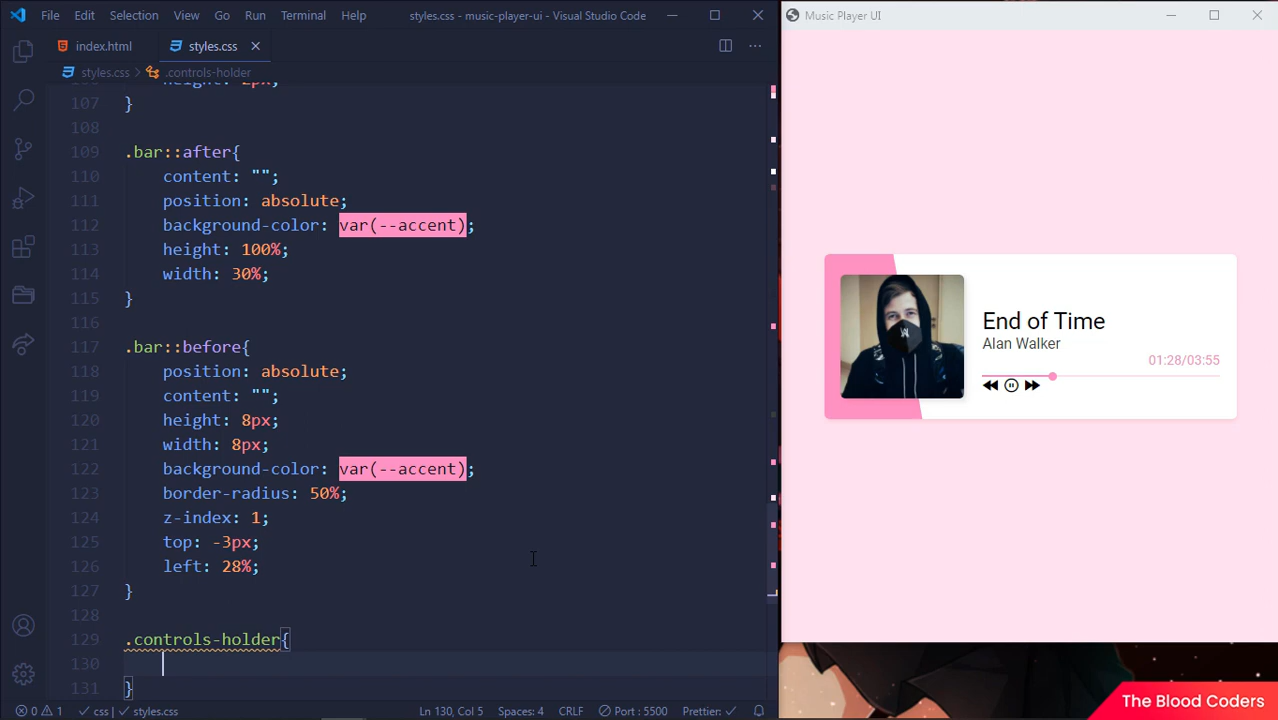 File Edit Selection View Go Run Terminal Help styles.css - music-player-ui - Visual Studio Code
index.html styles.css
styles.css > .controls-holder
height: 2px;
107 }
108
109 .bar::after{
110 content: "";
111 position: absolute;
112 background-color: var(--accent);
113 height: 100%;
114 width: 30%;
115 }
116
117 .bar::before{
118 position: absolute;
119 content: "";
120 height: 8px;
121 width: 8px;
122 background-color: var(--accent);
123 border-radius: 50%;
124 z-index: 1;
125 top: -3px;
126 left: 28%;
127 }
128
129 .controls-holder{
130
131 }
0 1 css | styles.css Ln 130, Col 5 Spaces: 4 CRLF Port : 5500 Prettier:
Music Player UI
End of Time
Alan Walker
01:28/03:55
The Blood Coders